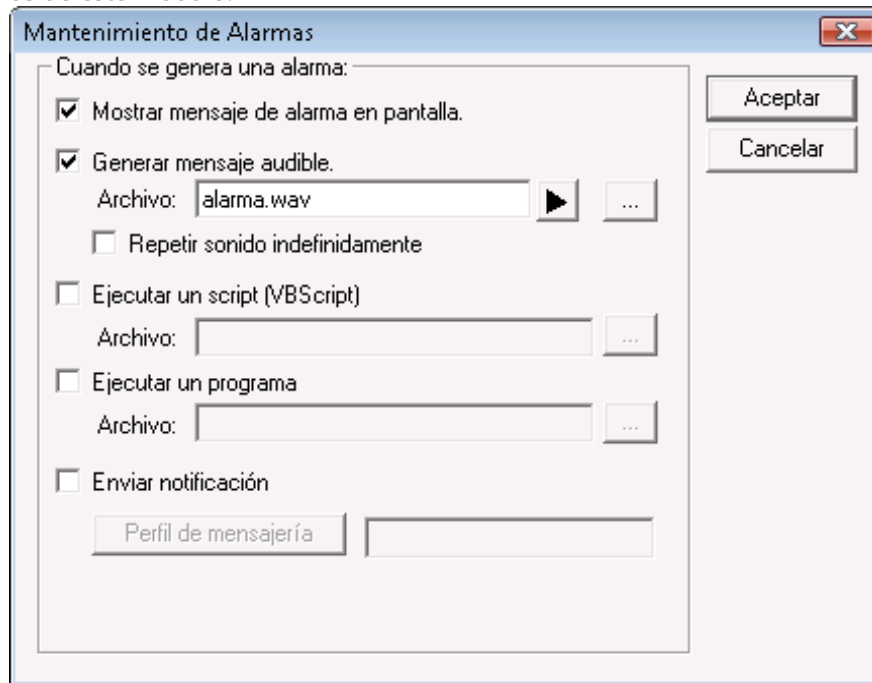 Mantenimiento de Alarmas
Cuando se genera una alarma:
Mostrar mensaje de alarma en pantalla.
Aceptar
Generar mensaje audible.
Cancelar
Archivo: alarma.wav ...
Repetir sonido indefinidamente
Ejecutar un script (VBScript)
Archivo: ...
Ejecutar un programa
Archivo: ...
Enviar notificación
Perfil de mensajería